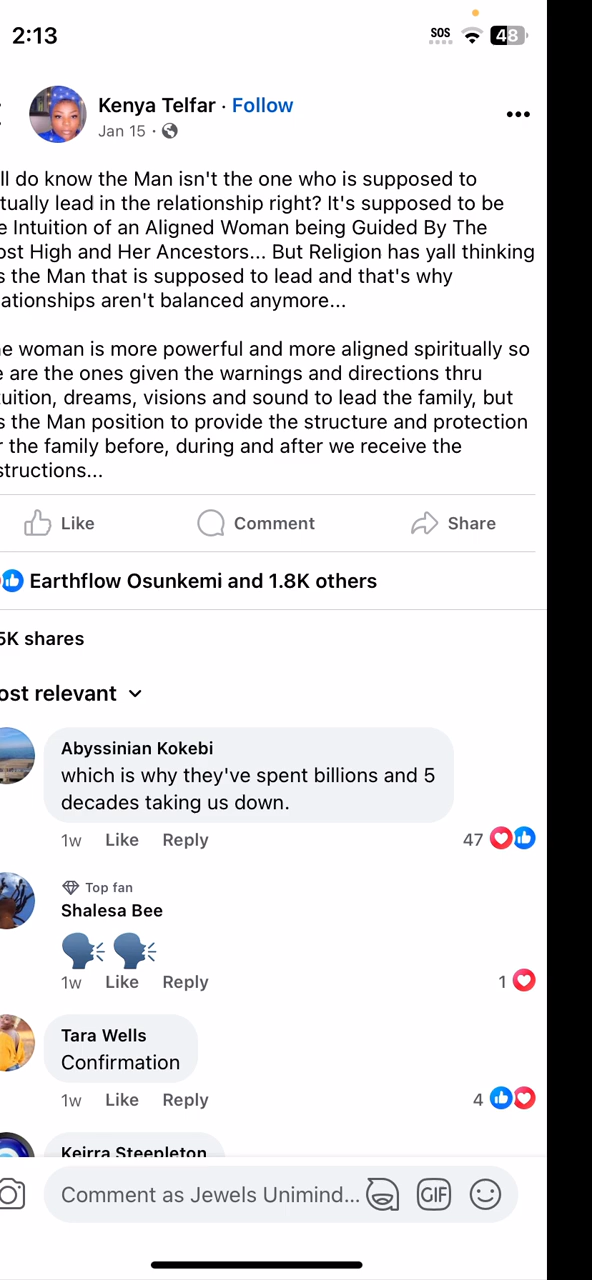 2:13
SOS
48
Kenya Telfar · Follow
Jan 15 ·
ll do know the Man isn't the one who is supposed to
tually lead in the relationship right? It's supposed to be
e Intuition of an Aligned Woman being Guided By The
ost High and Her Ancestors... But Religion has yall thinking
s the Man that is supposed to lead and that's why
ationships aren't balanced anymore...
e woman is more powerful and more aligned spiritually so
e are the ones given the warnings and directions thru
tuition, dreams, visions and sound to lead the family, but
s the Man position to provide the structure and protection
r the family before, during and after we receive the
structions...
Like Comment Share
Earthflow Osunkemi and 1.8K others
5K shares
ost relevant
Abyssinian Kokebi
which is why they've spent billions and 5
decades taking us down.
1w Like Reply 47
Top fan
Shalesa Bee
1w Like Reply 1
Tara Wells
Confirmation
1w Like Reply 4
Keirra Steepleton
Comment as Jewels Unimind... GIF